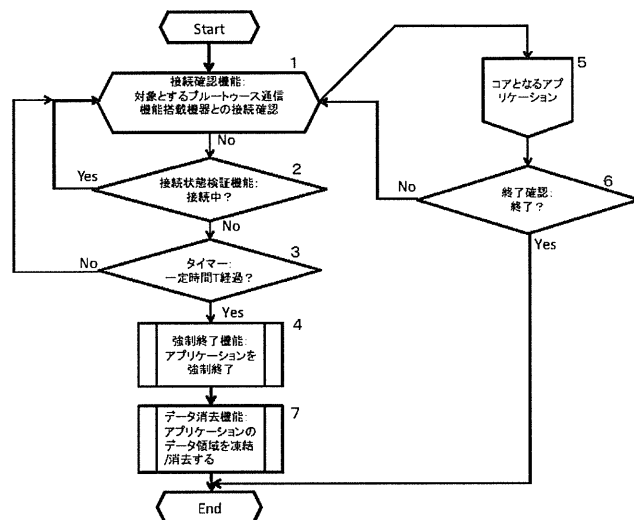 Start
1
接続確認機能:
対象とするブルートゥース通信
機能搭載機器との接続確認
No
Yes
2
接続状態検証機能:
接続中?
No
No
3
タイマー:
一定時間T経過?
Yes
4
強制終了機能:
アプリケーションを
強制終了
7
データ消去機能:
アプリケーションの
データ領域を凍結
/消去する
End
5
コアとなるアプ
リケーション
No
6
終了確認:
終了?
Yes